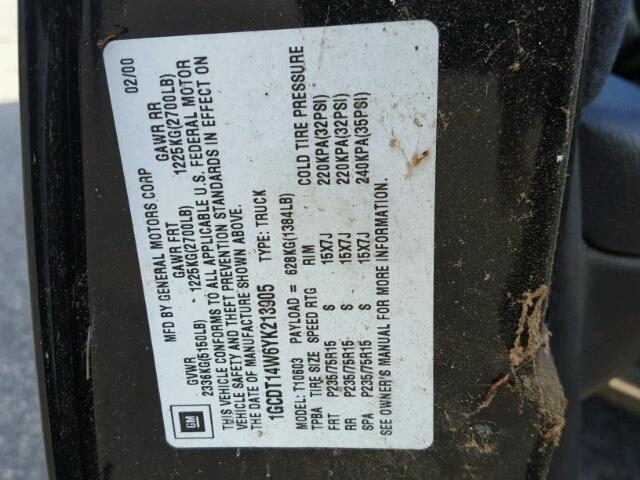 GM
MFD BY GENERAL MOTORS CORP 02/00
GVWR GAWR FRT GAWR RR
2336KG(5150LB) 1225KG(2700LB) 1225KG(2700LB)
THIS VEHICLE CONFORMS TO ALL APPLICABLE U.S. FEDERAL MOTOR
VEHICLE SAFETY AND THEFT PREVENTION STANDARDS IN EFFECT ON
THE DATE OF MANUFACTURE SHOWN ABOVE.
1GCDT14W6YK213905 TYPE: TRUCK
MODEL: T10603 PAYLOAD = 628KG(1384LB)
TPBA TIRE SIZE SPEED RTG RIM COLD TIRE PRESSURE
FRT P235/75R15 S 15X7J 220KPA(32PSI)
RR P235/75R15 S 15X7J 220KPA(32PSI)
SPA P235/75R15 S 15X7J 240KPA(35PSI)
SEE OWNER'S MANUAL FOR MORE INFORMATION.